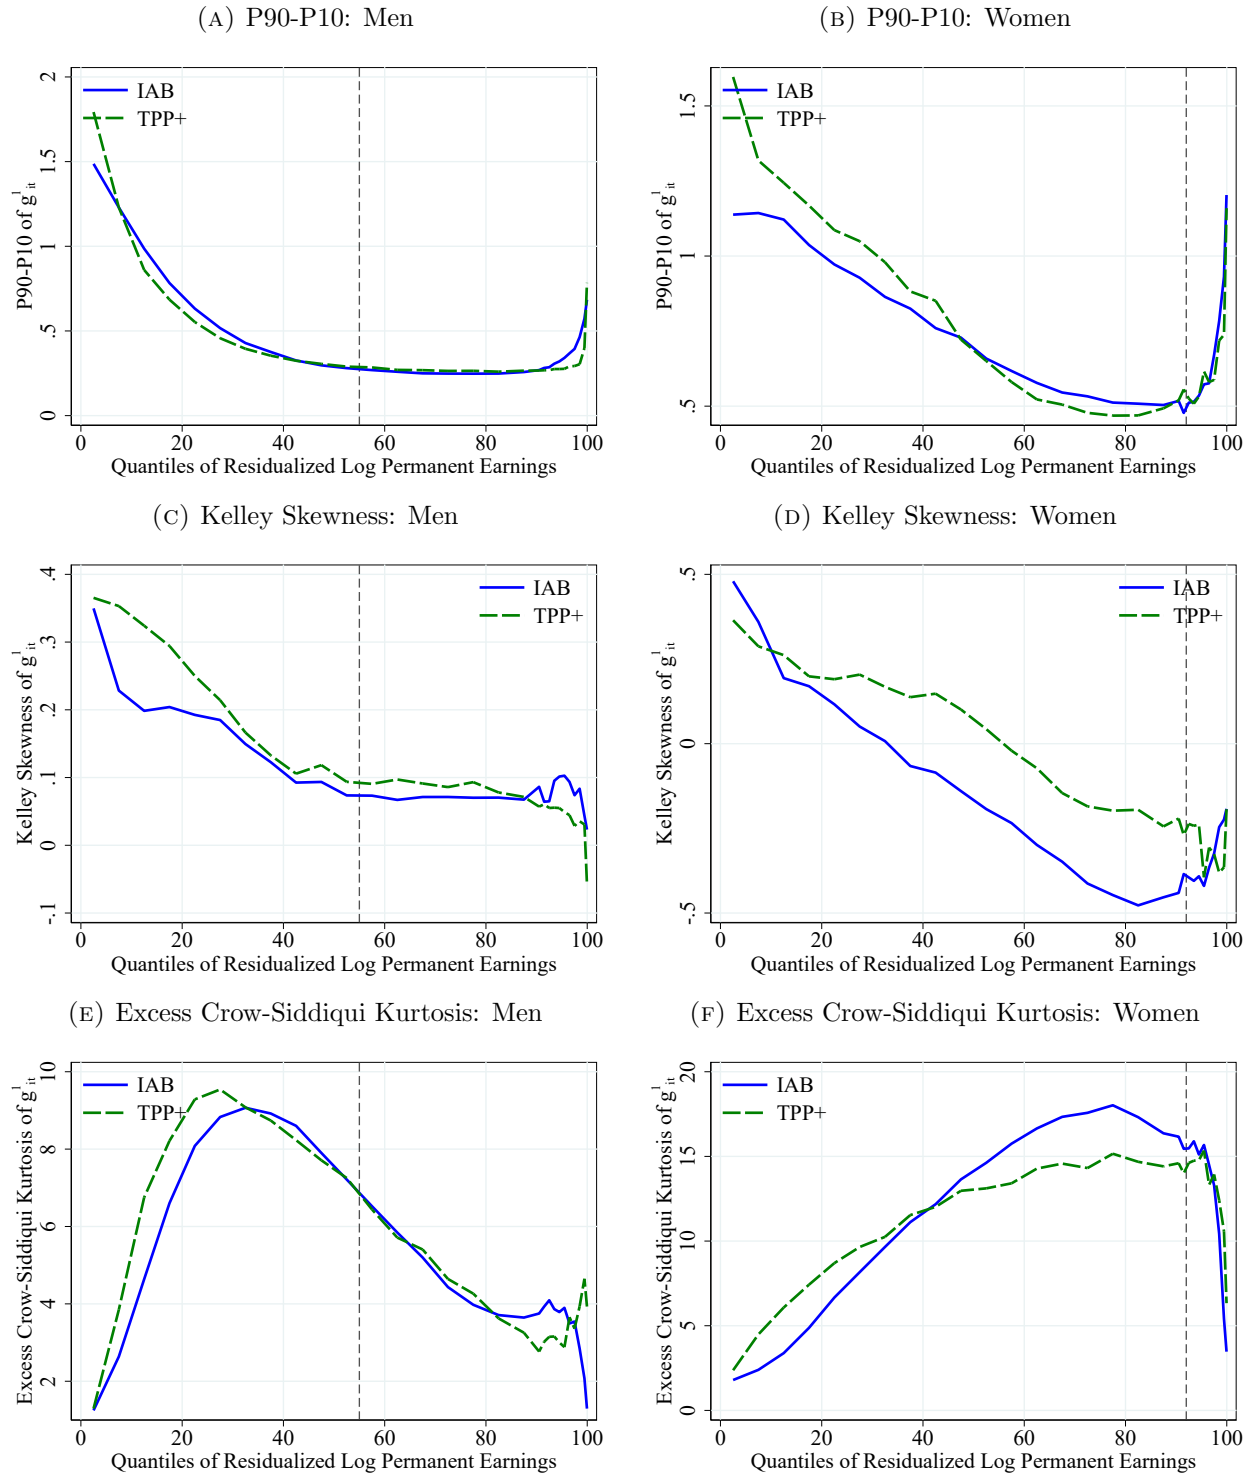 (A) P90-P10: Men
IAB
TPP+
P90-P10 of g¹it
2
1.5
1
.5
0
0 20 40 60 80 100
Quantiles of Residualized Log Permanent Earnings
(B) P90-P10: Women
IAB
TPP+
P90-P10 of g¹it
1.5
1
.5
0 20 40 60 80 100
Quantiles of Residualized Log Permanent Earnings
(C) Kelley Skewness: Men
IAB
TPP+
Kelley Skewness of g¹it
.4
.3
.2
.1
0
-.1
0 20 40 60 80 100
Quantiles of Residualized Log Permanent Earnings
(D) Kelley Skewness: Women
IAB
TPP+
Kelley Skewness of g¹it
.5
0
-.5
0 20 40 60 80 100
Quantiles of Residualized Log Permanent Earnings
(E) Excess Crow-Siddiqui Kurtosis: Men
IAB
TPP+
Excess Crow-Siddiqui Kurtosis of g¹it
10
8
6
4
2
0 20 40 60 80 100
Quantiles of Residualized Log Permanent Earnings
(F) Excess Crow-Siddiqui Kurtosis: Women
IAB
TPP+
Excess Crow-Siddiqui Kurtosis of g¹it
20
15
10
5
0
0 20 40 60 80 100
Quantiles of Residualized Log Permanent Earnings